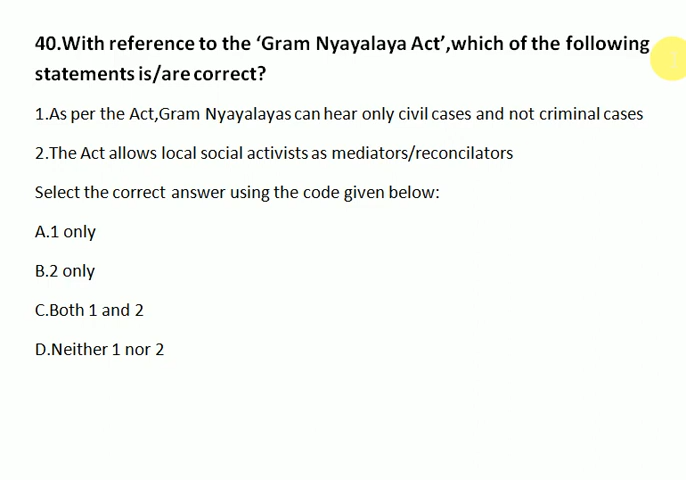 40.With reference to the ‘Gram Nyayalaya Act’,which of the following
statements is/are correct?
1.As per the Act,Gram Nyayalayas can hear only civil cases and not criminal cases
2.The Act allows local social activists as mediators/reconcilators
Select the correct answer using the code given below:
A.1 only
B.2 only
C.Both 1 and 2
D.Neither 1 nor 2